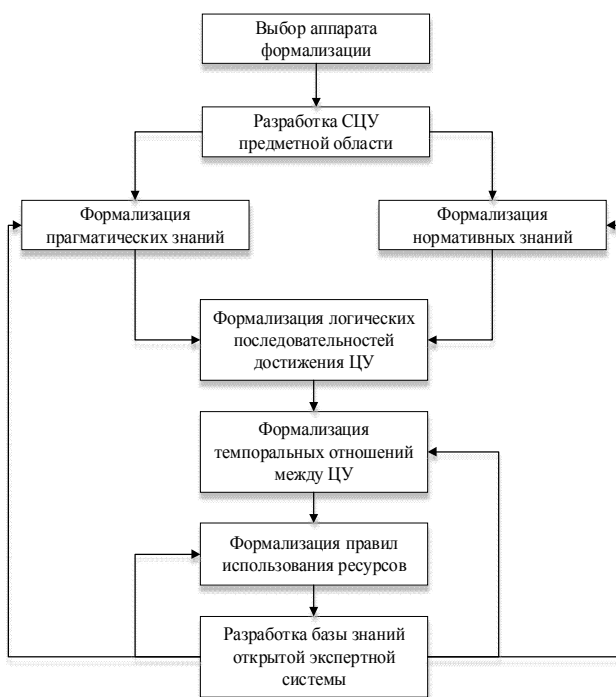 Выбор аппарата
формализации
Разработка СЦУ
предметной области
Формализация
прагматических знаний
Формализация
нормативных знаний
Формализация логических
последовательностей
достижения ЦУ
Формализация
темпоральных отношений
между ЦУ
Формализация правил
использования ресурсов
Разработка базы знаний
открытой экспертной
системы